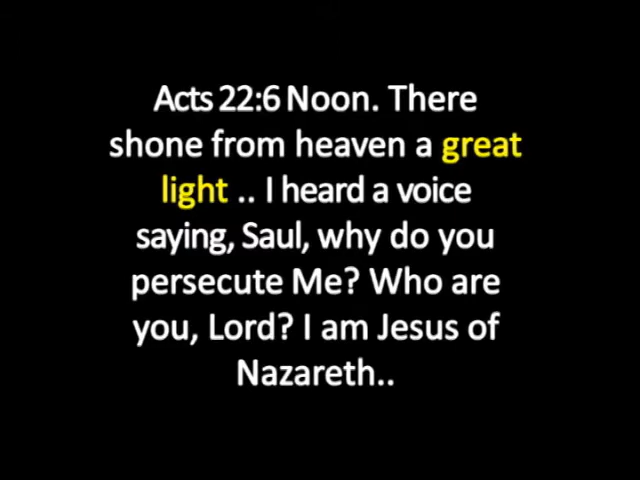 Acts 22:6 Noon. There
shone from heaven a great
light .. I heard a voice
saying, Saul, why do you
persecute Me? Who are
you, Lord? I am Jesus of
Nazareth..